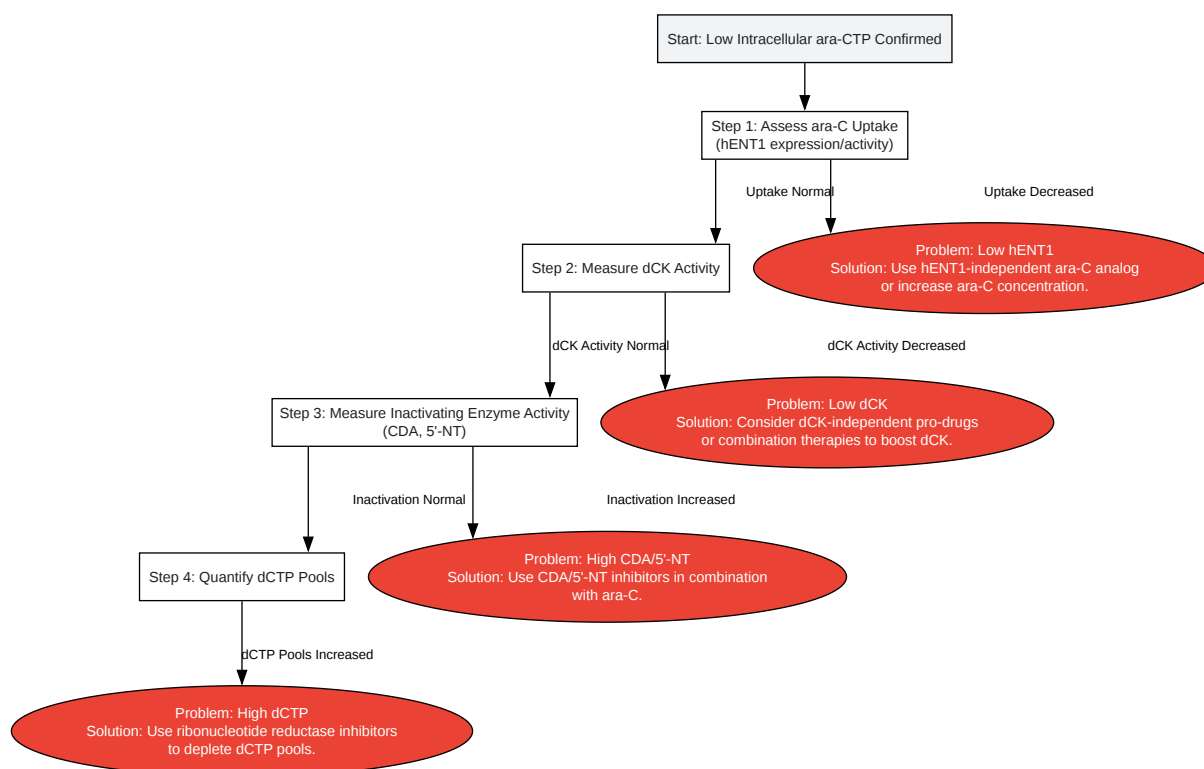 Start: Low Intracellular ara-CTP Confirmed
Step 1: Assess ara-C Uptake
(hENT1 expression/activity)
Uptake Normal
Uptake Decreased
Problem: Low hENT1
Solution: Use hENT1-independent ara-C analog
or increase ara-C concentration.
Step 2: Measure dCK Activity
dCK Activity Normal
dCK Activity Decreased
Problem: Low dCK
Solution: Consider dCK-independent pro-drugs
or combination therapies to boost dCK.
Step 3: Measure Inactivating Enzyme Activity
(CDA, 5'-NT)
Inactivation Normal
Inactivation Increased
Problem: High CDA/5'-NT
Solution: Use CDA/5'-NT inhibitors in combination
with ara-C.
Step 4: Quantify dCTP Pools
dCTP Pools Increased
Problem: High dCTP
Solution: Use ribonucleotide reductase inhibitors
to deplete dCTP pools.